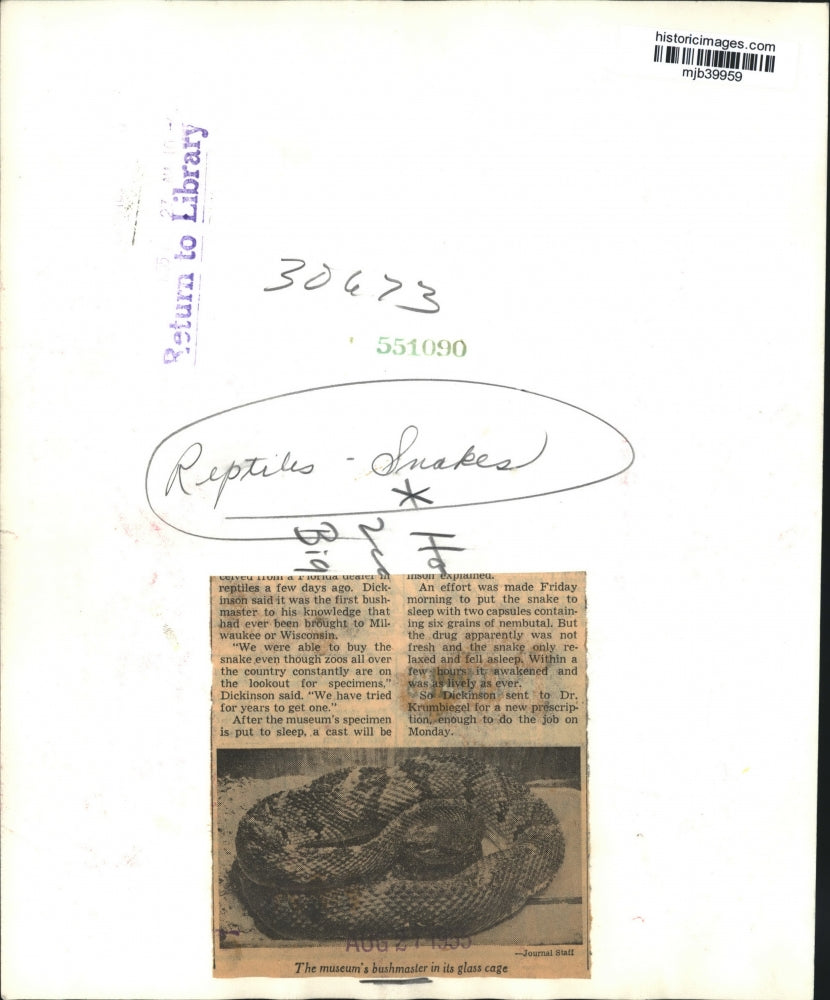 historicimages.com
mjb39959
Return to Library
30673
551090
Reptiles - Snakes
*
Big
Ho
reptiles a few days ago. Dick-
inson said it was the first bush-
master to his knowledge that
had ever been brought to Mil-
waukee or Wisconsin.
"We were able to buy the
snake even though zoos all over
the country constantly are on
the lookout for specimens,"
Dickinson said. "We have tried
for years to get one."
After the museum's specimen
is put to sleep, a cast will be
inson explained.
An effort was made Friday
morning to put the snake to
sleep with two capsules contain-
ing six grains of nembutal. But
the drug apparently was not
fresh and the snake only re-
laxed and fell asleep. Within a
few hours it awakened and
was as lively as ever.
So Dickinson sent to Dr.
Krumbiegel for a new prescrip-
tion, enough to do the job on
Monday.
AUG 27 1955
—Journal Staff
The museum's bushmaster in its glass cage